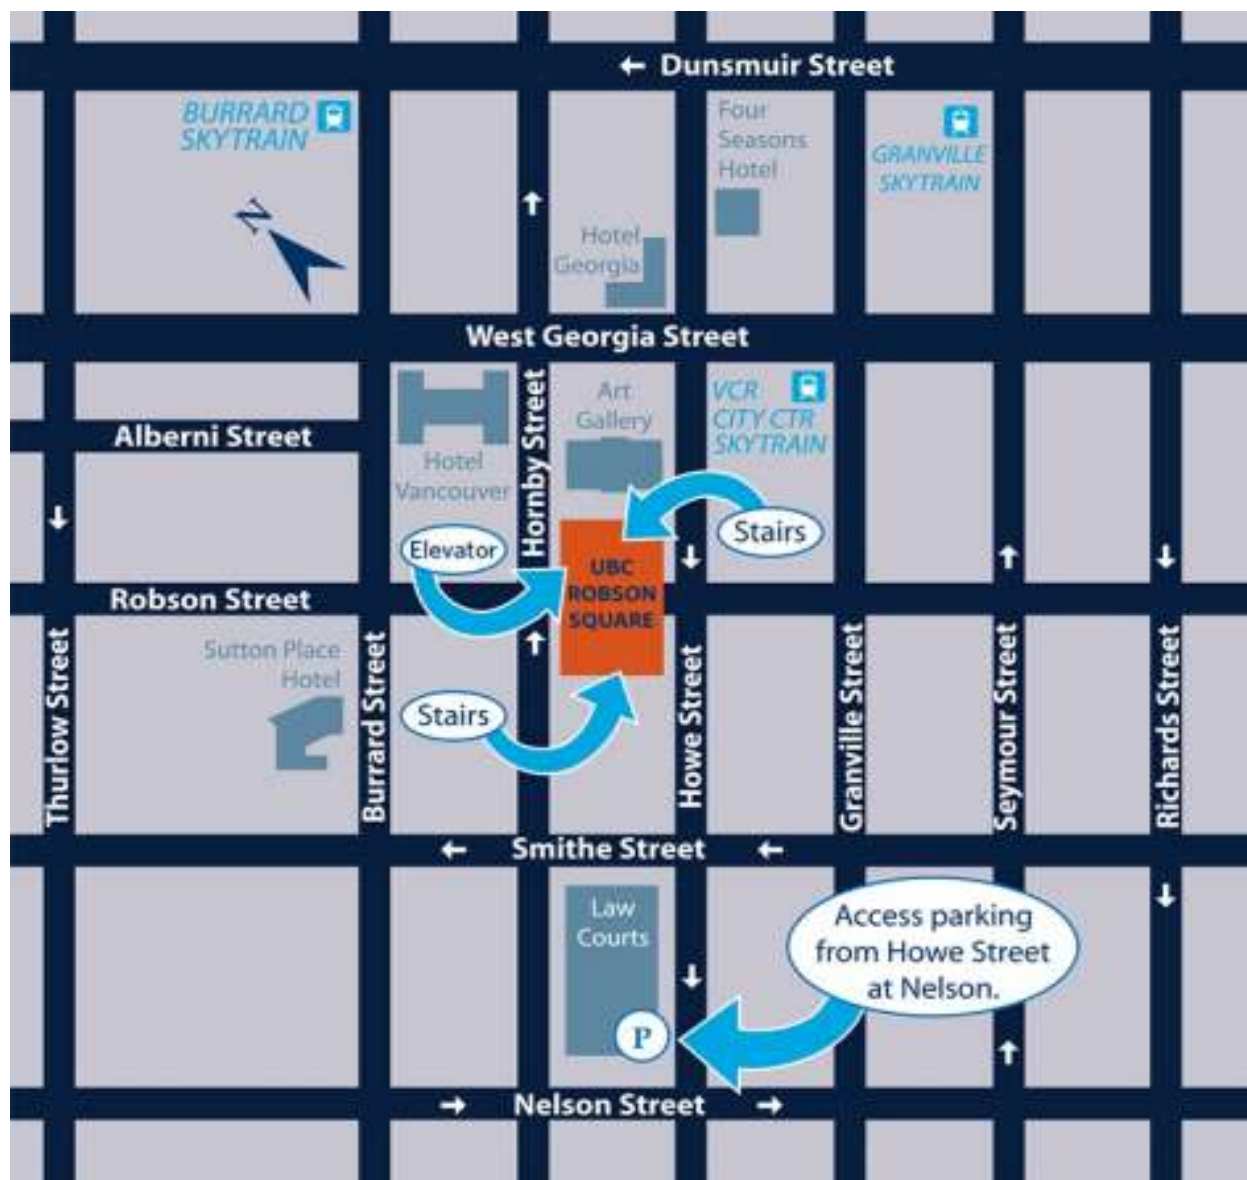 ← Dunsmuir Street
BURRARD
SKYTRAIN
Four
Seasons
Hotel
GRANVILLE
SKYTRAIN
N
Hotel
Georgia
West Georgia Street
Alberni Street
Hotel
Vancouver
Hornby Street
Art
Gallery
VCR
CITY CTR
SKYTRAIN
Elevator
Stairs
UBC
ROBSON
SQUARE
Robson Street
Sutton Place
Hotel
Stairs
Thurlow Street
Burrard Street
Howe Street
Granville Street
Seymour Street
Richards Street
← Smithe Street ←
Law
Courts
P
Access parking
from Howe Street
at Nelson.
→ Nelson Street →